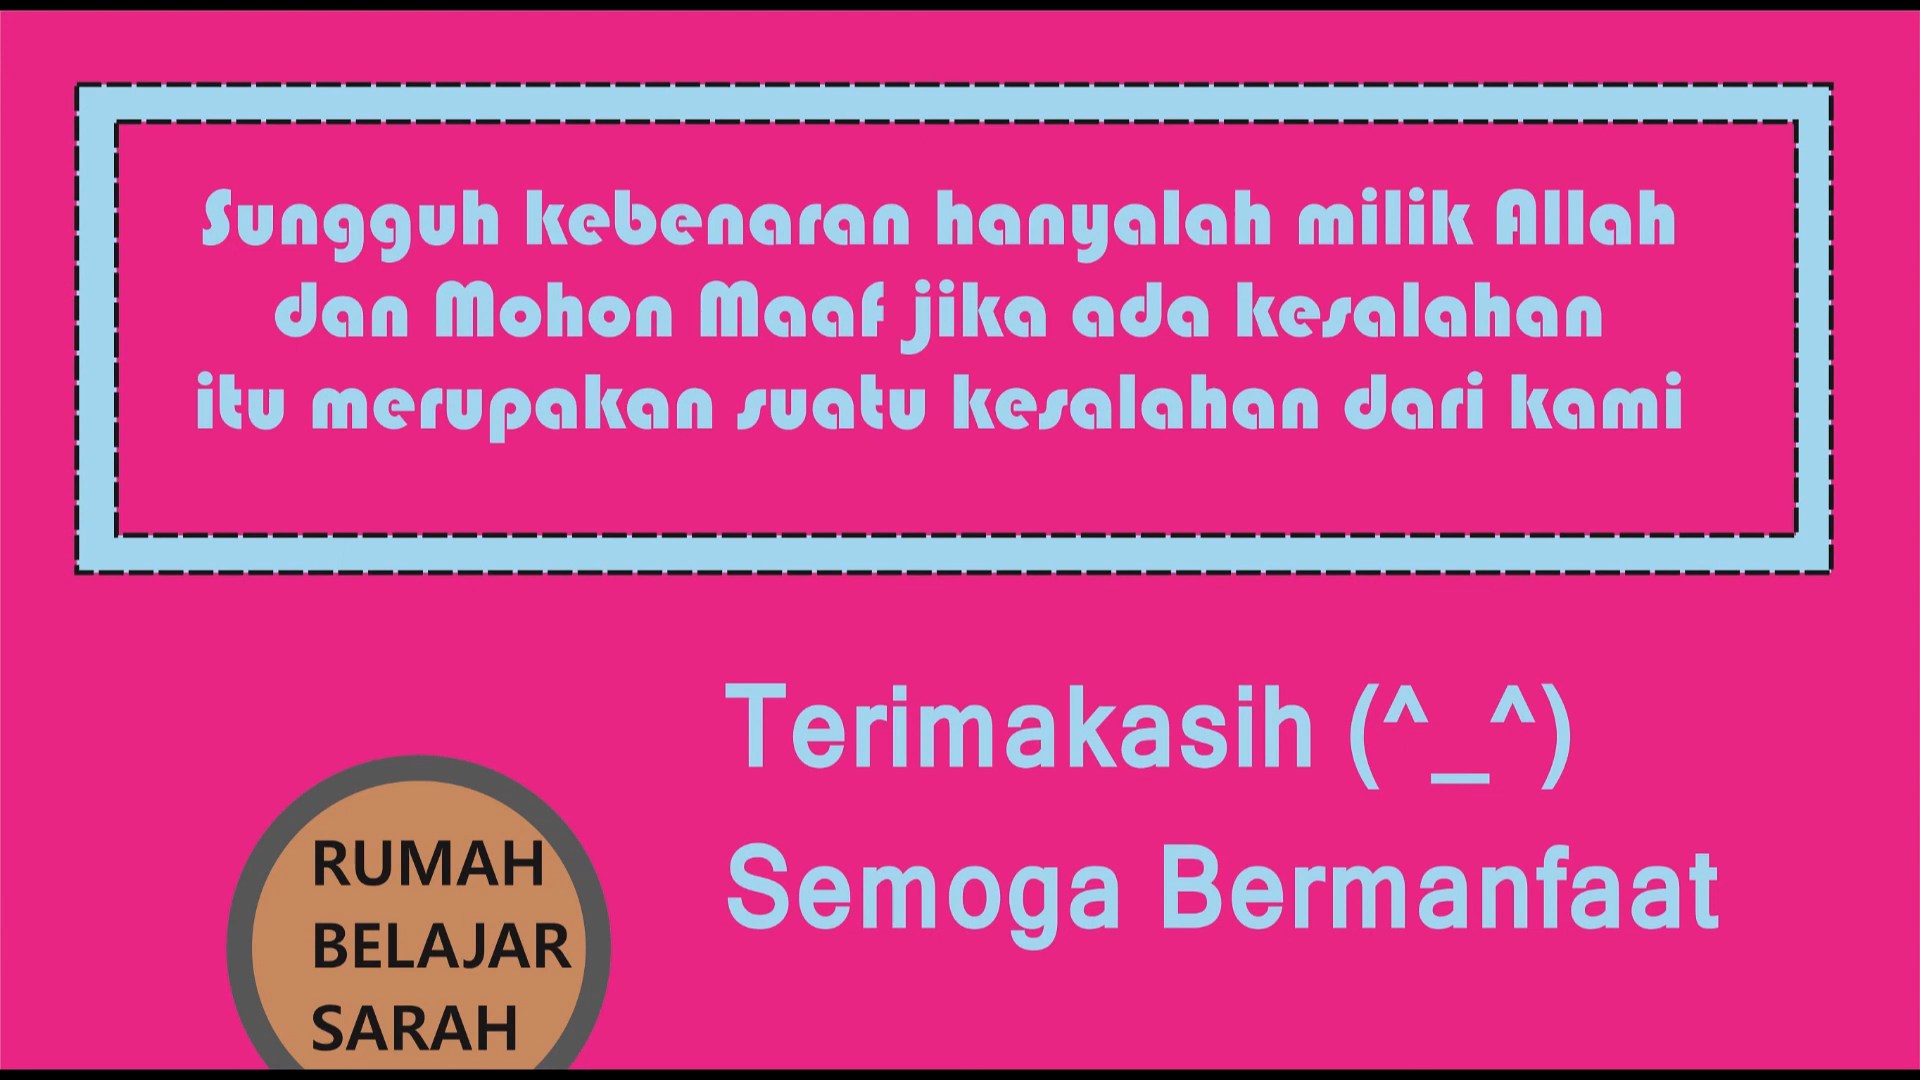 Sungguh kebenaran hanyalah milik Allah
dan Mohon Maaf jika ada kesalahan
itu merupakan suatu kesalahan dari kami
Terimakasih (^_^)
Semoga Bermanfaat
RUMAH
BELAJAR
SARAH